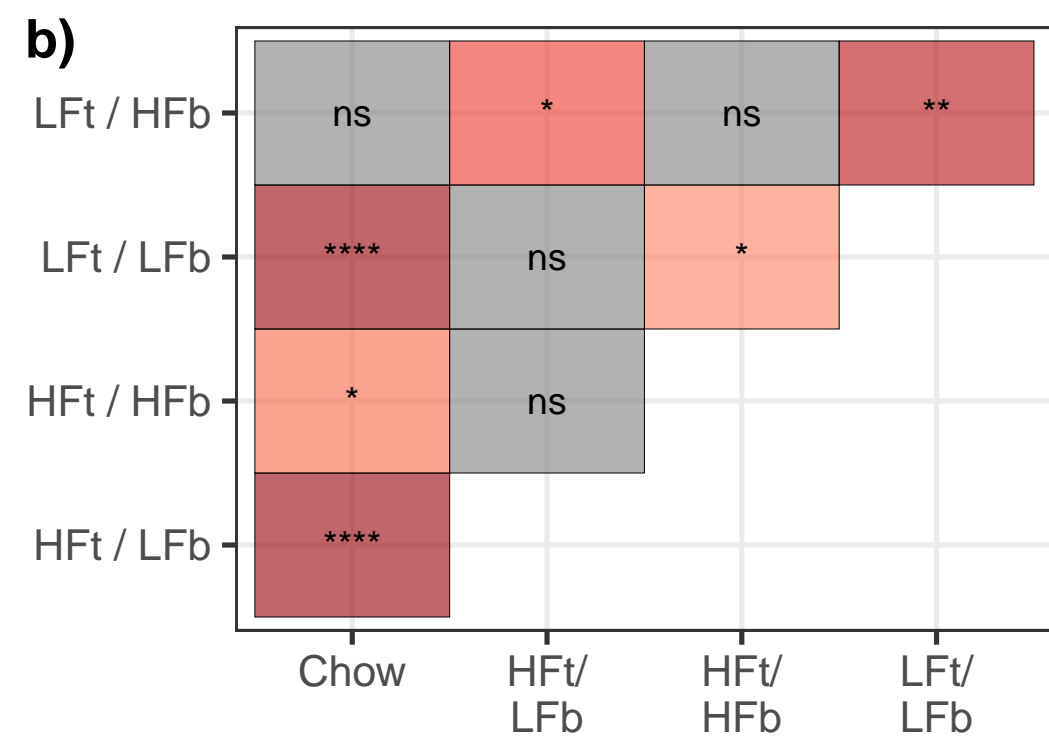 b)
LFt / HFb
ns
*
ns
**
LFt / LFb
****
ns
*
HFt / HFb
*
ns
HFt / LFb
****
Chow
HFt/
LFb
HFt/
HFb
LFt/
LFb